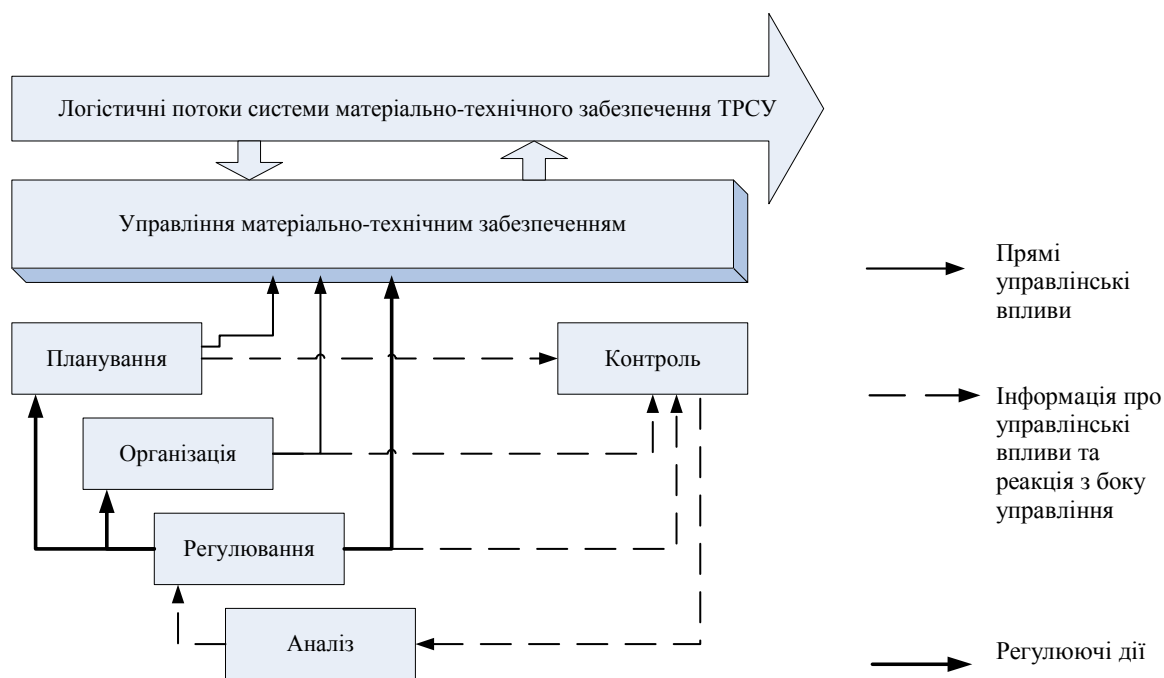 Логістичні потоки системи матеріально-технічного забезпечення ТРСУ
Управління матеріально-технічним забезпеченням
Планування
Контроль
Організація
Регулювання
Аналіз
Прямі
управлінські
впливи
Інформація про
управлінські
впливи та
реакція з боку
управління
Регулюючі дії